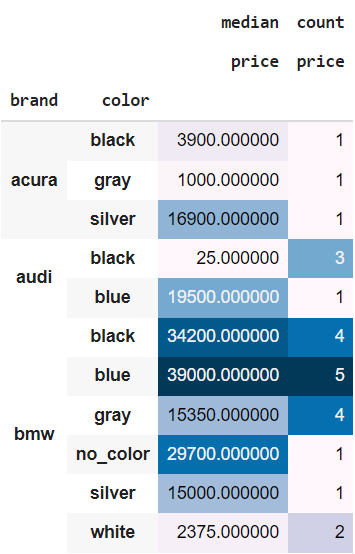 median count
price price
brand color
black 3900.000000 1
acura gray 1000.000000 1
silver 16900.000000 1
audi black 25.000000 3
blue 19500.000000 1
bmw black 34200.000000 4
blue 39000.000000 5
gray 15350.000000 4
no_color 29700.000000 1
silver 15000.000000 1
white 2375.000000 2